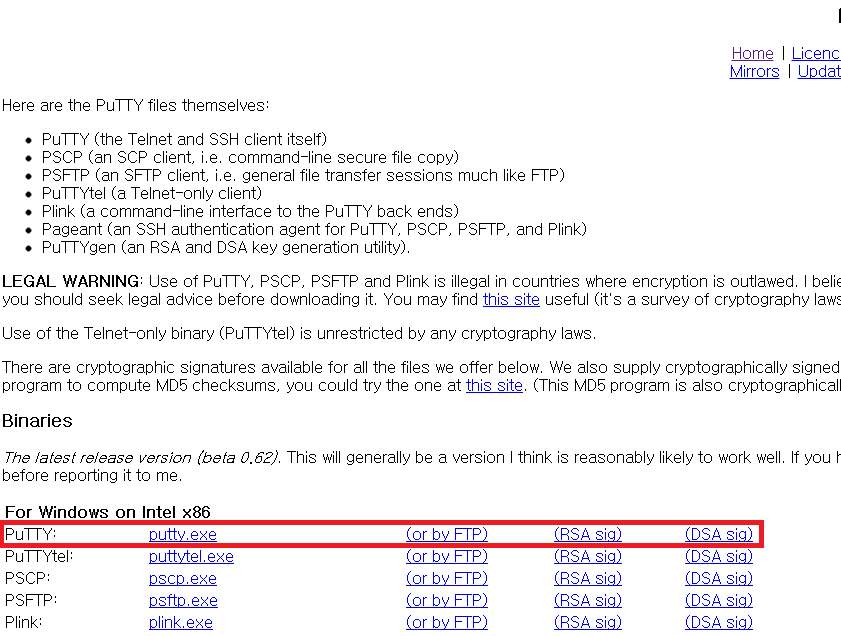 Home | Licenc
Mirrors | Updat
Here are the PuTTY files themselves:
• PuTTY (the Telnet and SSH client itself)
• PSCP (an SCP client, i.e. command-line secure file copy)
• PSFTP (an SFTP client, i.e. general file transfer sessions much like FTP)
• PuTTYtel (a Telnet-only client)
• Plink (a command-line interface to the PuTTY back ends)
• Pageant (an SSH authentication agent for PuTTY, PSCP, PSFTP, and Plink)
• PuTTYgen (an RSA and DSA key generation utility).
LEGAL WARNING: Use of PuTTY, PSCP, PSFTP and Plink is illegal in countries where encryption is outlawed. I belie
you should seek legal advice before downloading it. You may find this site useful (it's a survey of cryptography laws
Use of the Telnet-only binary (PuTTYtel) is unrestricted by any cryptography laws.
There are cryptographic signatures available for all the files we offer below. We also supply cryptographically signed
program to compute MD5 checksums, you could try the one at this site. (This MD5 program is also cryptographicall
Binaries
The latest release version (beta 0.62). This will generally be a version I think is reasonably likely to work well. If you h
before reporting it to me.
For Windows on Intel x86
PuTTY: putty.exe (or by FTP) (RSA sig) (DSA sig)
PuTTYtel: puttytel.exe (or by FTP) (RSA sig) (DSA sig)
PSCP: pscp.exe (or by FTP) (RSA sig) (DSA sig)
PSFTP: psftp.exe (or by FTP) (RSA sig) (DSA sig)
Plink: plink.exe (or by FTP) (RSA sig) (DSA sig)